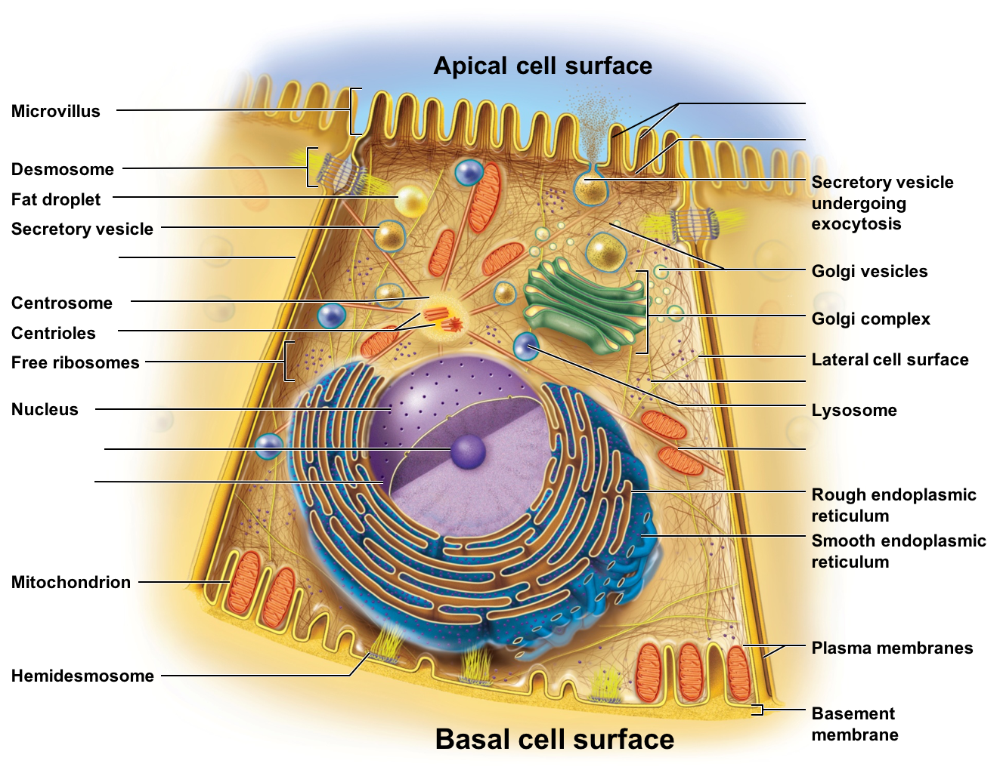 Apical cell surface
Microvillus
Desmosome
Fat droplet
Secretory vesicle
Centrosome
Centrioles
Free ribosomes
Nucleus
Mitochondrion
Hemidesmosome
Secretory vesicle
undergoing
exocytosis
Golgi vesicles
Golgi complex
Lateral cell surface
Lysosome
Rough endoplasmic
reticulum
Smooth endoplasmic
reticulum
Plasma membranes
Basement
membrane
Basal cell surface